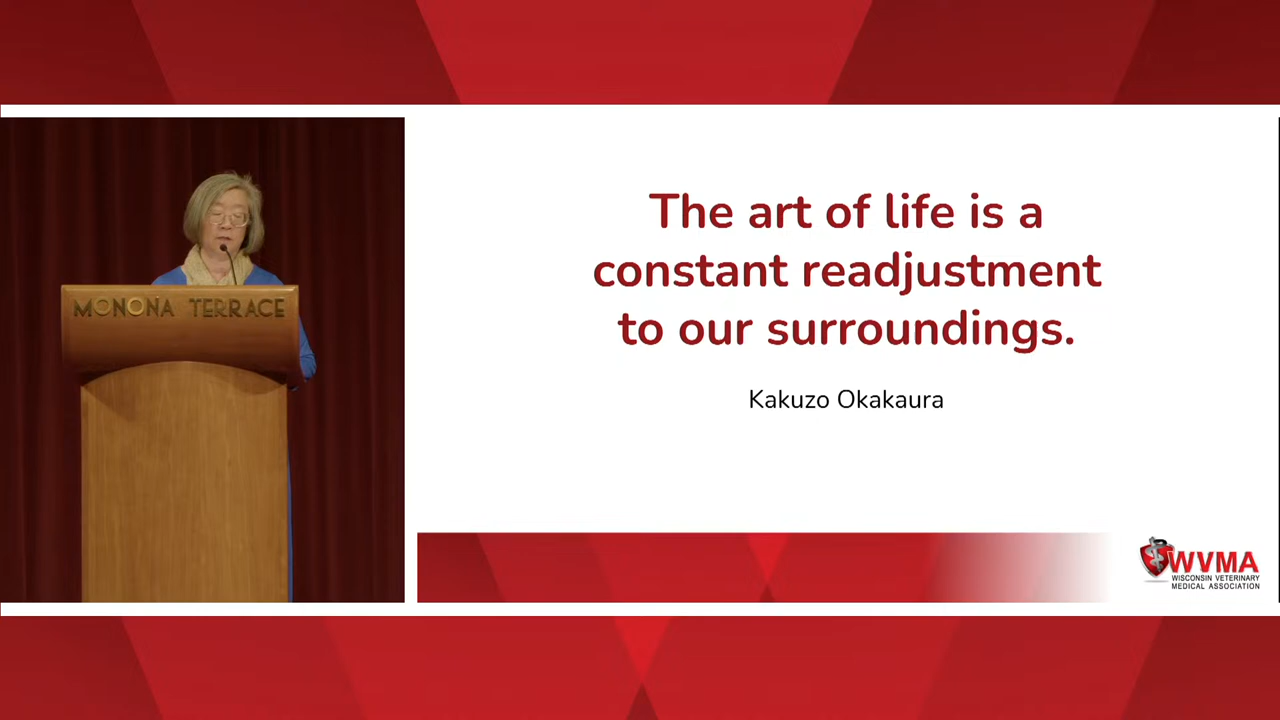 MONONA TERRACE
The art of life is a
constant readjustment
to our surroundings.
Kakuzo Okakaura
WVMA
WISCONSIN VETERINARY
MEDICAL ASSOCIATION